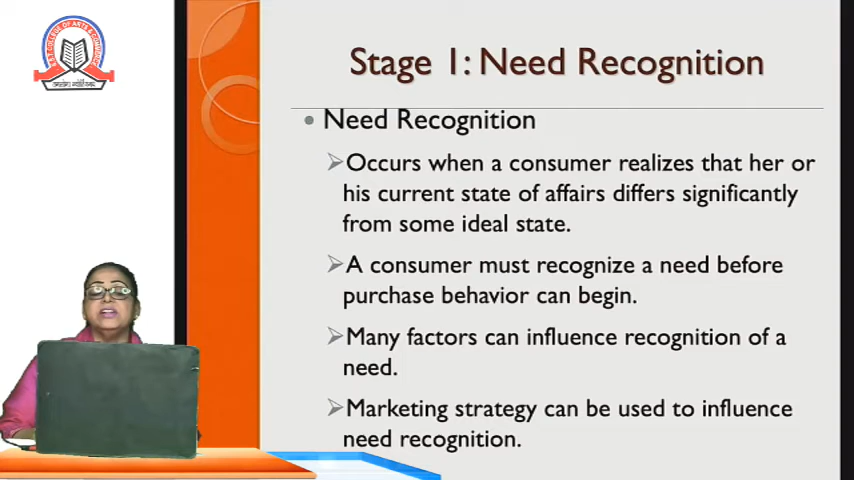 Stage 1: Need Recognition
Need Recognition
Occurs when a consumer realizes that her or
his current state of affairs differs significantly
from some ideal state.
A consumer must recognize a need before
purchase behavior can begin.
Many factors can influence recognition of a
need.
Marketing strategy can be used to influence
need recognition.